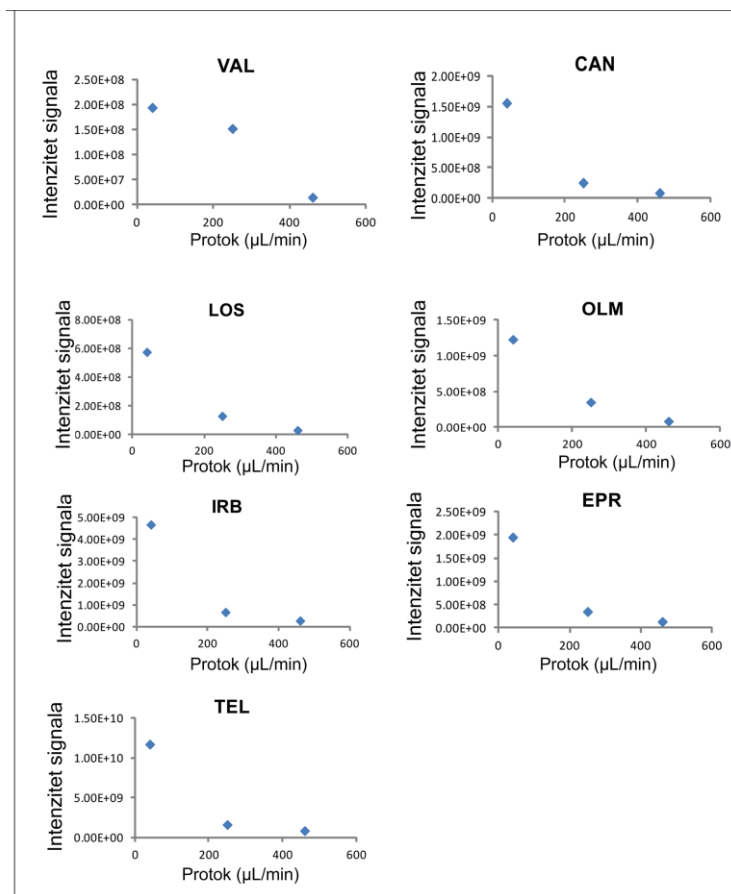 VAL
Intenzitet signala
2.50E+08
2.00E+08
1.50E+08
1.00E+08
5.00E+07
0.00E+00
0 200 400 600
Protok (µL/min)
CAN
Intenzitet signala
2.00E+09
1.50E+09
1.00E+09
5.00E+08
0.00E+00
0 200 400 600
Protok (µL/min)
LOS
Intenzitet signala
8.00E+08
6.00E+08
4.00E+08
2.00E+08
0.00E+00
0 200 400 600
Protok (µL/min)
OLM
Intenzitet signala
1.50E+09
1.00E+09
5.00E+08
0.00E+00
0 200 400 600
Protok (µL/min)
IRB
Intenzitet signala
5.00E+09
4.00E+09
3.00E+09
2.00E+09
1.00E+09
0.00E+00
0 200 400 600
Protok (µL/min)
EPR
Intenzitet signala
2.50E+09
2.00E+09
1.50E+09
1.00E+09
5.00E+08
0.00E+00
0 200 400 600
Protok (µL/min)
TEL
Intenzitet signala
1.50E+10
1.00E+10
5.00E+09
0.00E+00
0 200 400 600
Protok (µL/min)